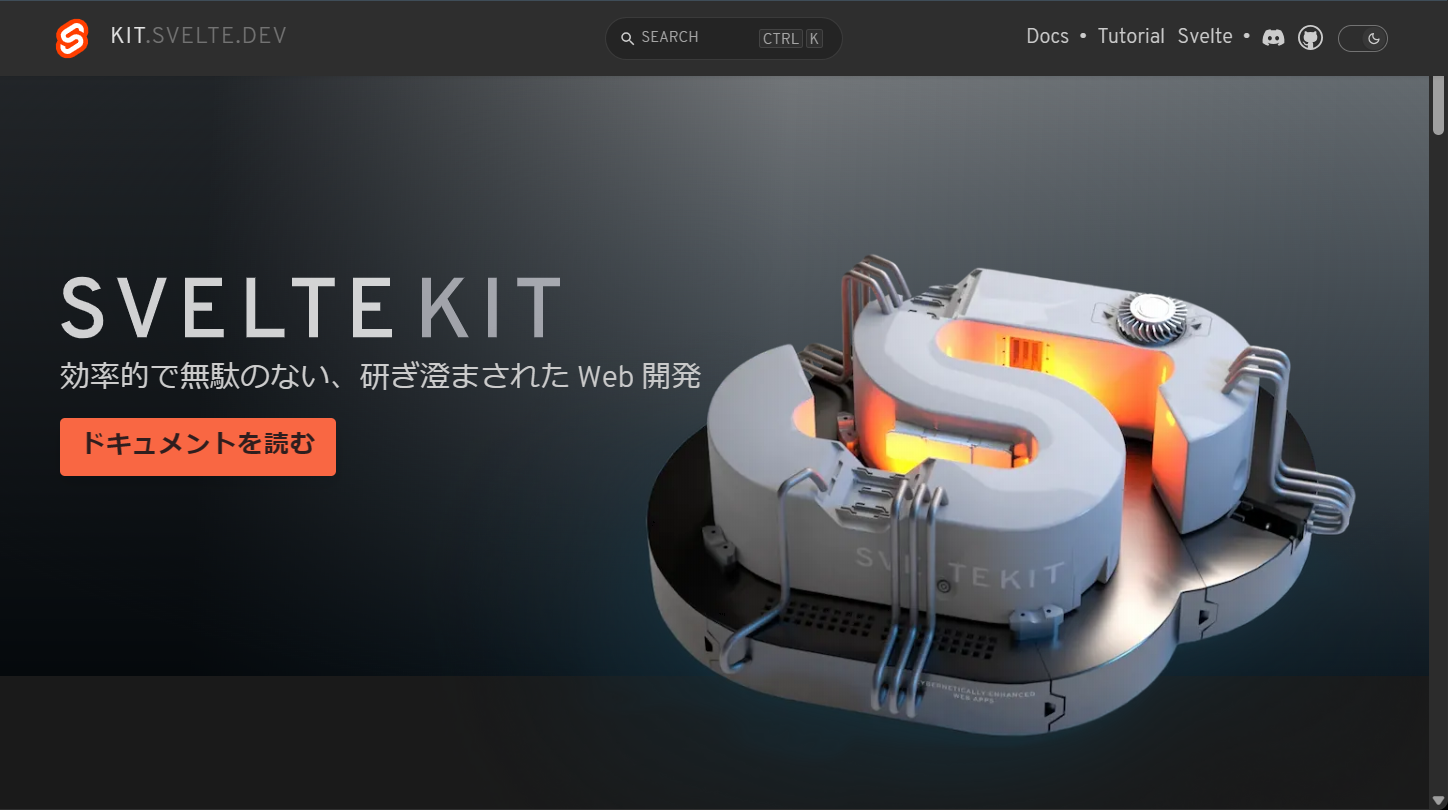 KIT.SVELTE.DEV
SEARCH CTRL K
Docs • Tutorial Svelte •
SVELTE KIT
効率的で無駄のない、研ぎ澄まされた Web 開発
ドキュメントを読む
SVELTEKIT
CYBERNETICALLY ENHANCED
WEB APPS